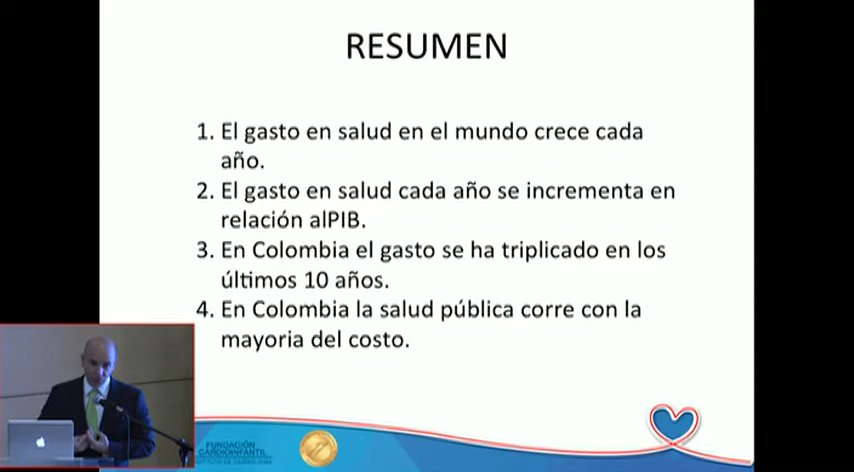 RESUMEN
1. El gasto en salud en el mundo crece cada
año.
2. El gasto en salud cada año se incrementa en
relación alPIB.
3. En Colombia el gasto se ha triplicado en los
últimos 10 años.
4. En Colombia la salud pública corre con la
mayoria del costo.
FUNDACIÓN
CARDIOINFANTIL